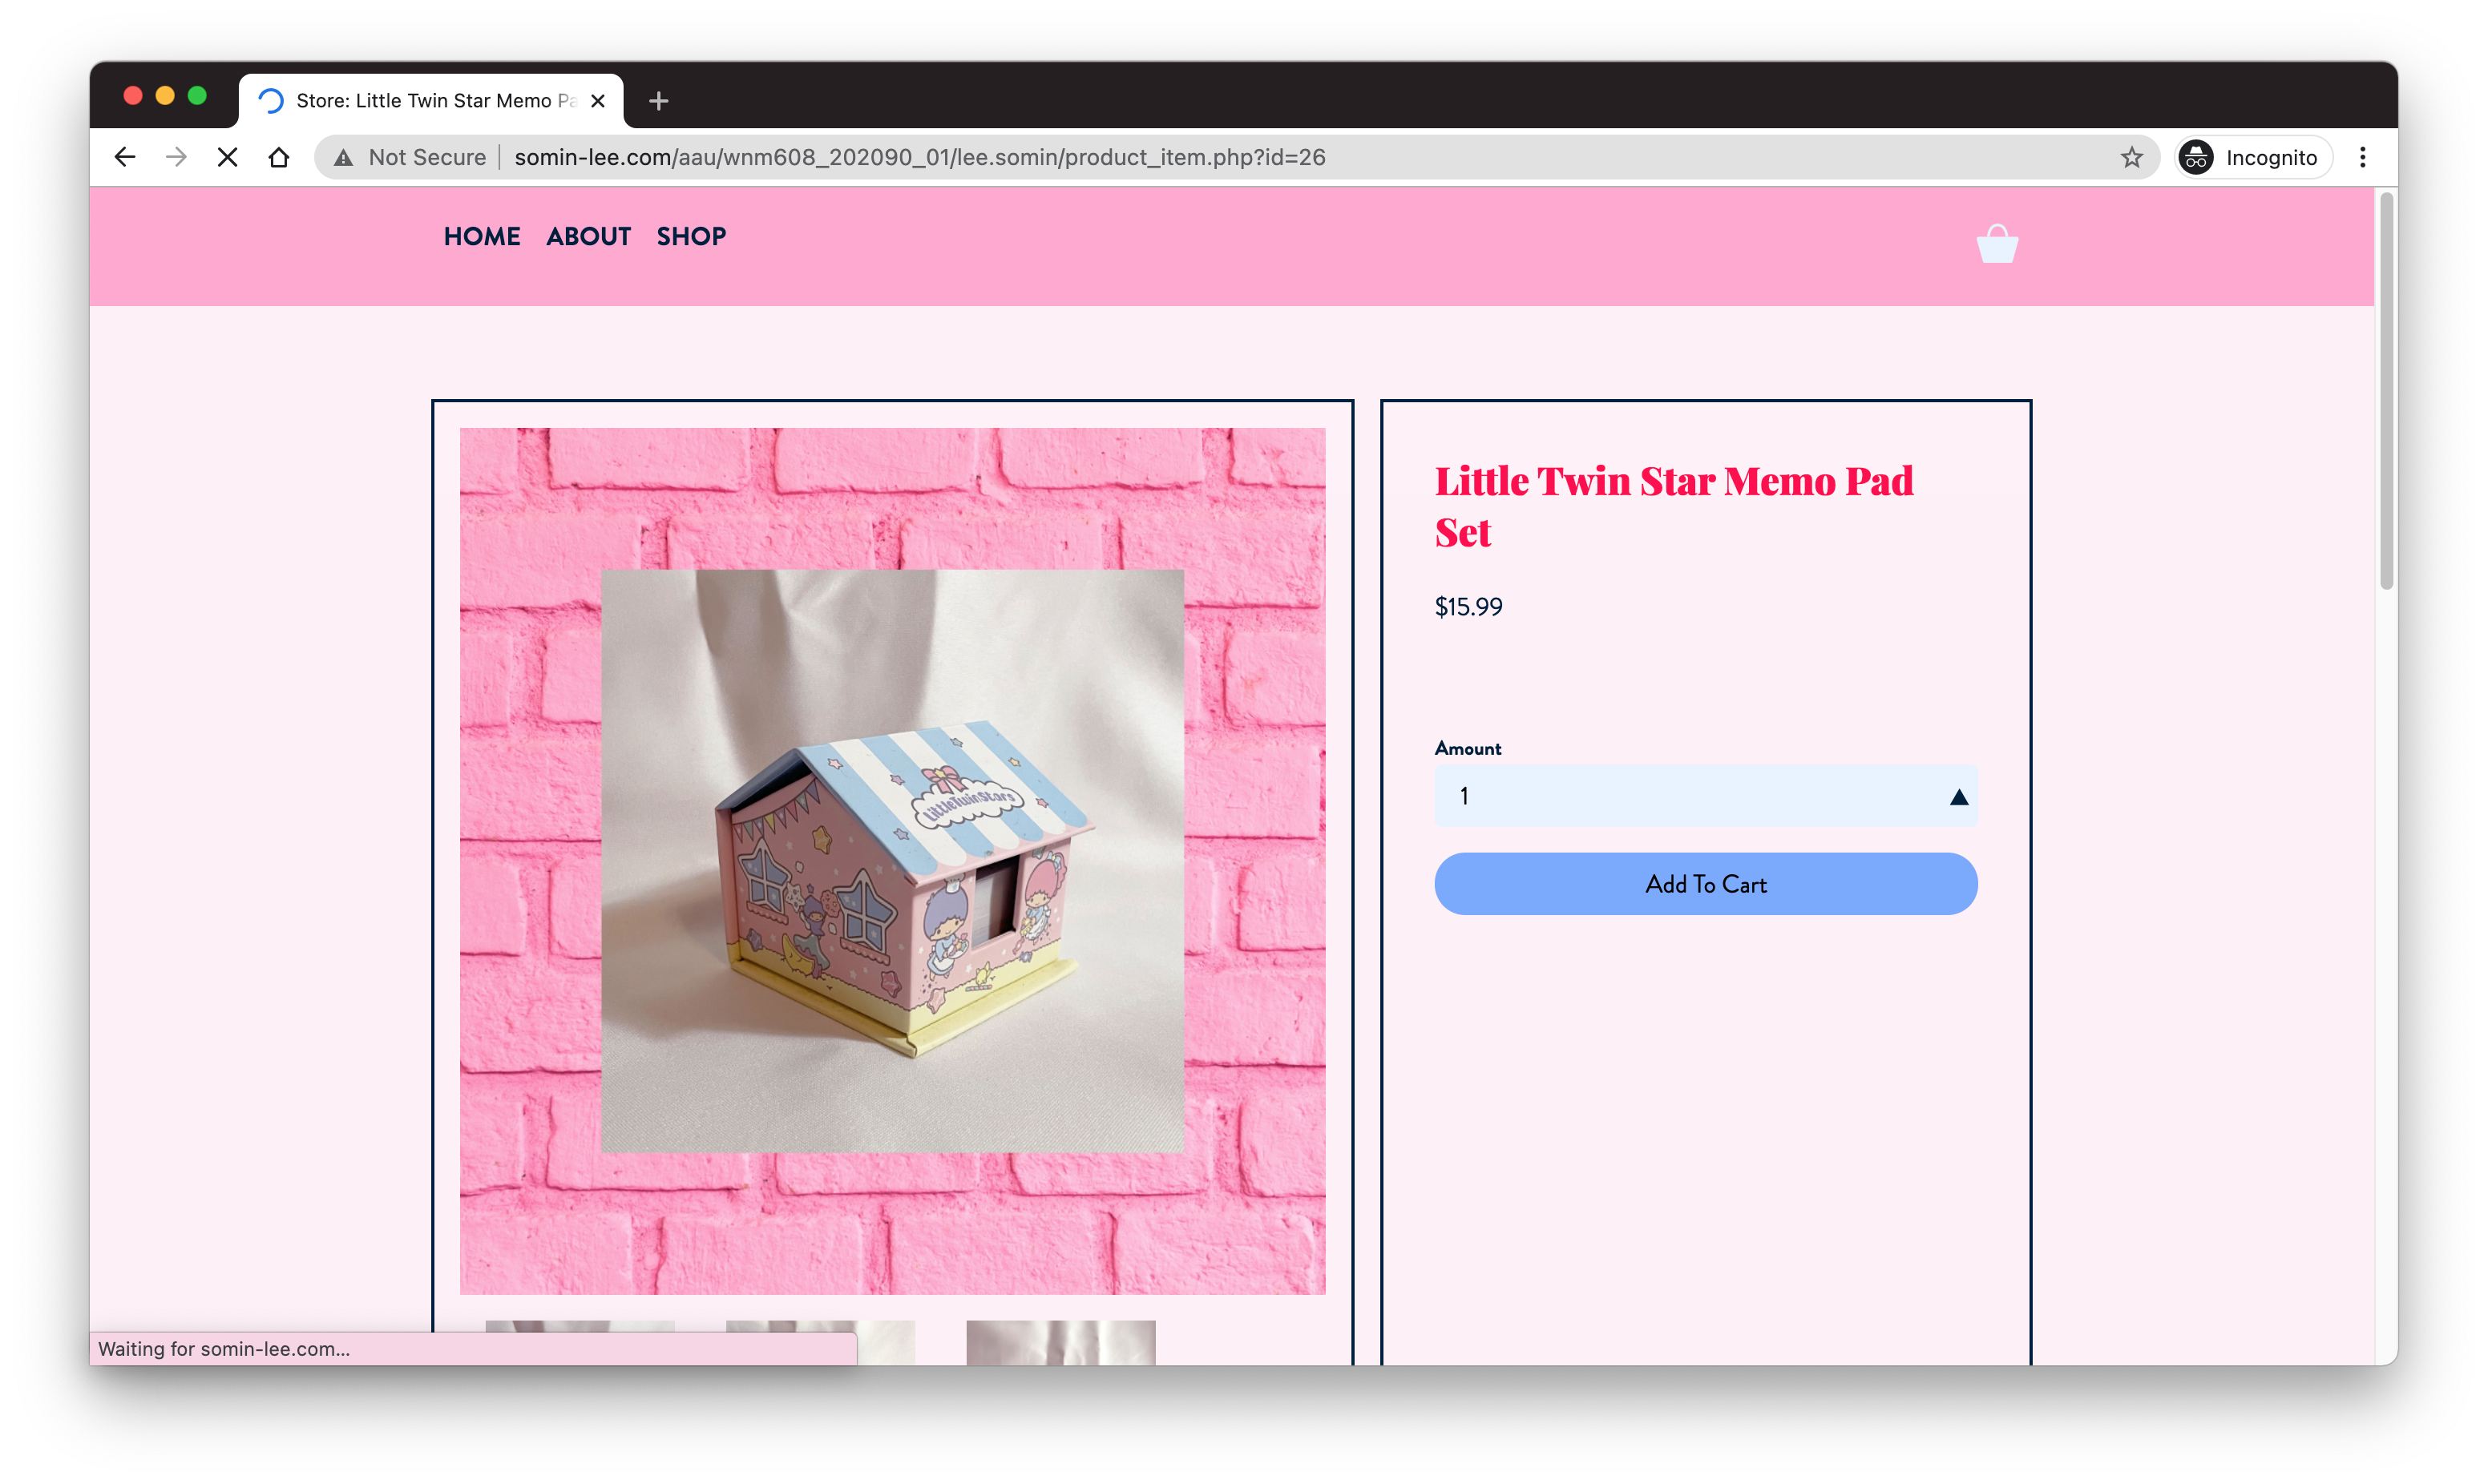 Store: Little Twin Star Memo Pa
Not Secure
somin-lee.com/aau/wnm608_202090_01/lee.somin/product_item.php?id=26
Incognito
HOME ABOUT SHOP
LittleTwinStars
Little Twin Star Memo Pad
Set
$15.99
Amount
1
Add To Cart
Waiting for somin-lee.com...